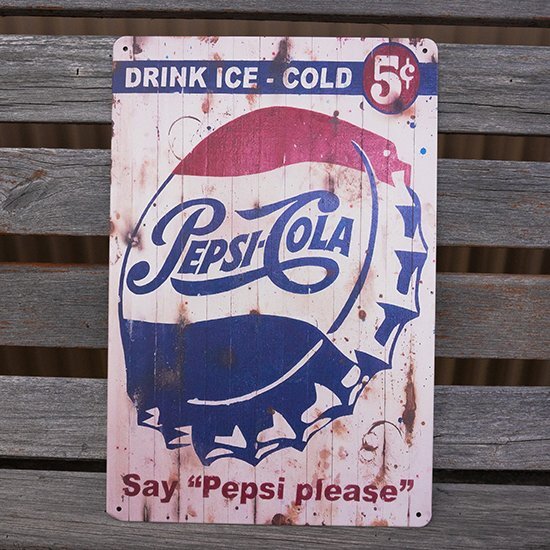 DRINK ICE - COLD 5¢
PEPSI-COLA
Say “Pepsi please”